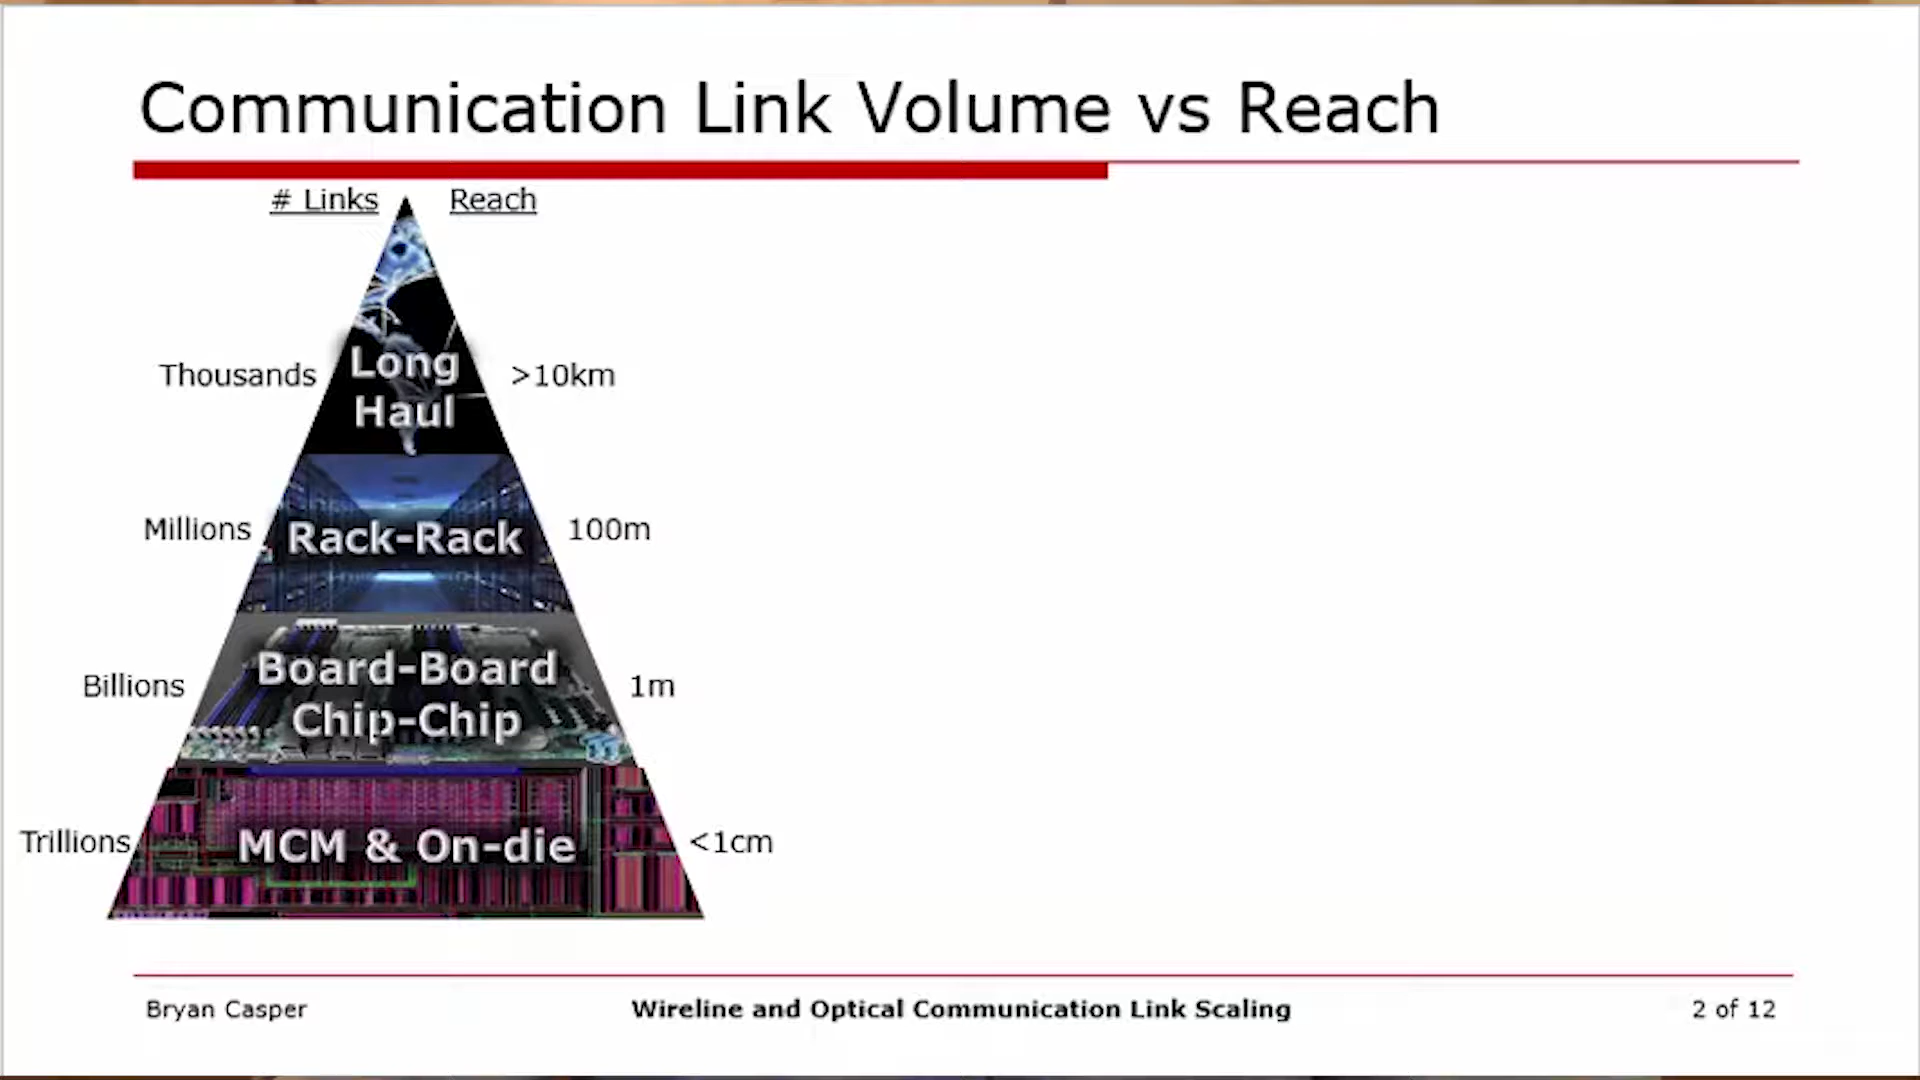 Communication Link Volume vs Reach
# Links Reach
Thousands Long Haul >10km
Millions Rack-Rack 100m
Billions Board-Board Chip-Chip 1m
Trillions MCM & On-die <1cm
Bryan Casper Wireline and Optical Communication Link Scaling 2 of 12